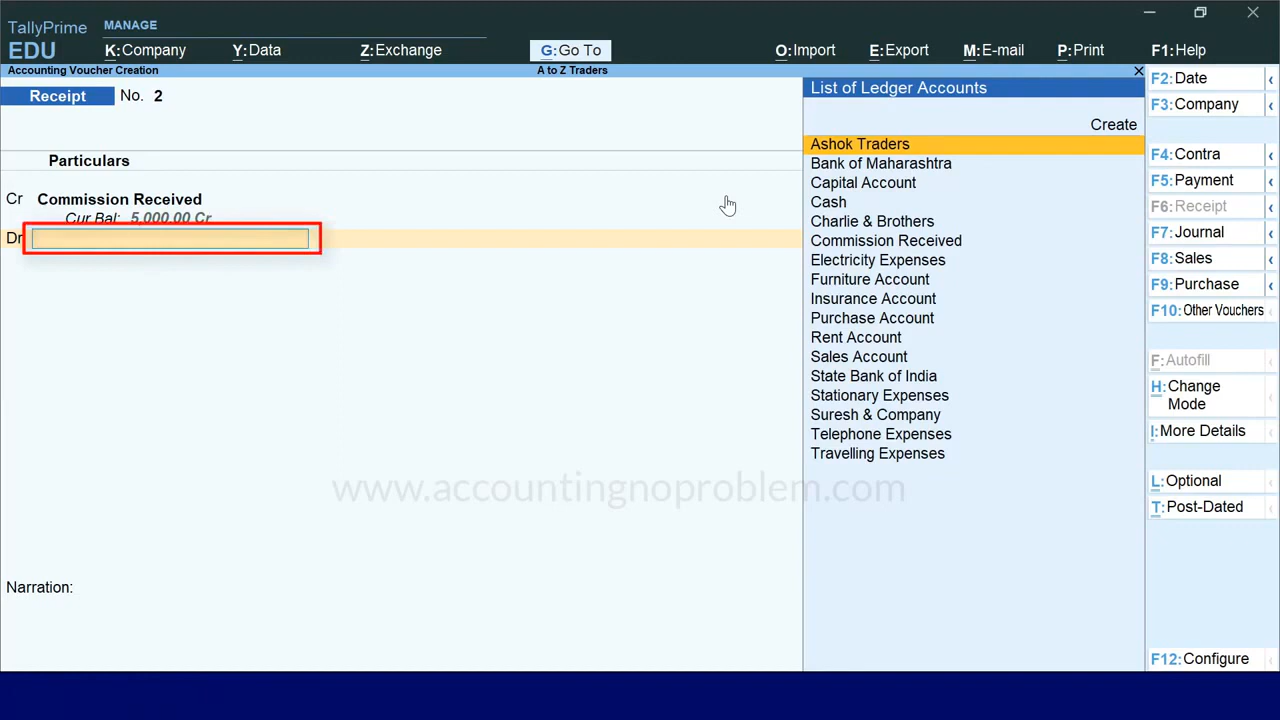 TallyPrime
MANAGE
EDU
K:Company
Y:Data
Z:Exchange
G:Go To
O:Import
E:Export
M:E-mail
P:Print
F1:Help
Accounting Voucher Creation
A to Z Traders
Receipt
No. 2
Particulars
Cr Commission Received
Cur Bal: 5,000.00 Cr
Dr
Narration:
List of Ledger Accounts
Create
Ashok Traders
Bank of Maharashtra
Capital Account
Cash
Charlie & Brothers
Commission Received
Electricity Expenses
Furniture Account
Insurance Account
Purchase Account
Rent Account
Sales Account
State Bank of India
Stationary Expenses
Suresh & Company
Telephone Expenses
Travelling Expenses
www.accountingnoproblem.com
F2:Date
F3:Company
F4:Contra
F5:Payment
F6:Receipt
F7:Journal
F8:Sales
F9:Purchase
F10:Other Vouchers
F:Autofill
H:Change
Mode
I:More Details
L:Optional
T:Post-Dated
F12:Configure